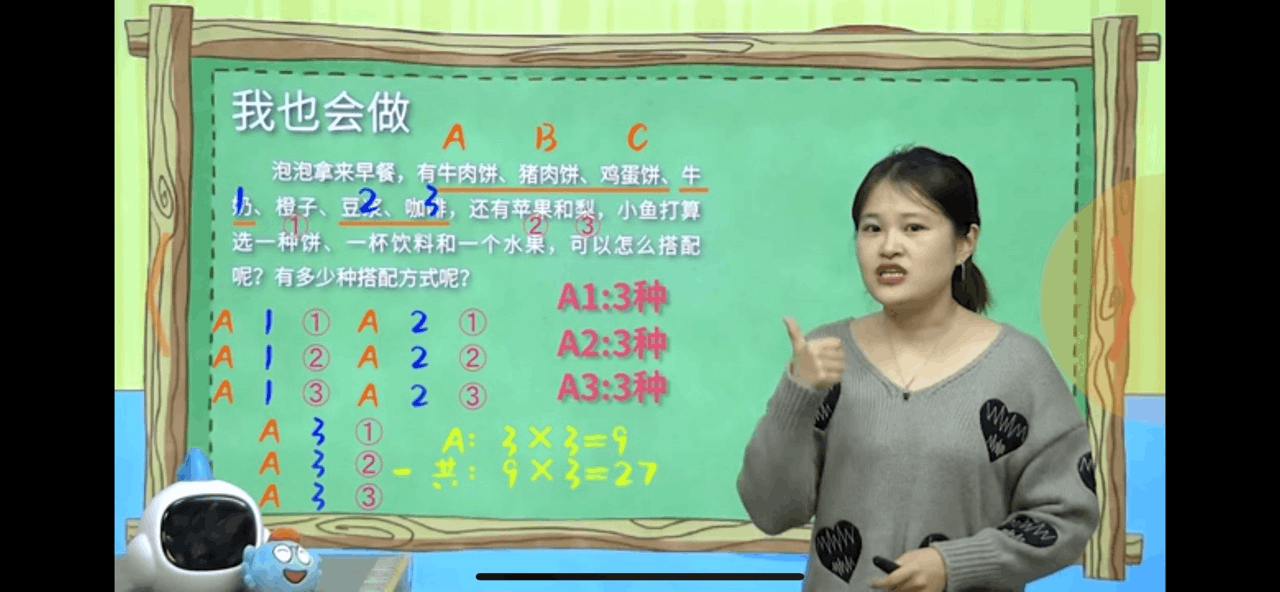 我也会做
A B C
泡泡拿来早餐，有牛肉饼、猪肉饼、鸡蛋饼、牛
1 2 3
奶、橙子、豆浆、咖啡，还有苹果和梨，小鱼打算
① ② ③
选一种饼、一杯饮料和一个水果，可以怎么搭配
呢？有多少种搭配方式呢？
A 1 ① A 2 ①
A 1 ② A 2 ②
A 1 ③ A 2 ③
A 3 ①
A 3 ②
A 3 ③
A1:3种
A2:3种
A3:3种
A: 3×3=9
一共: 9×3=27